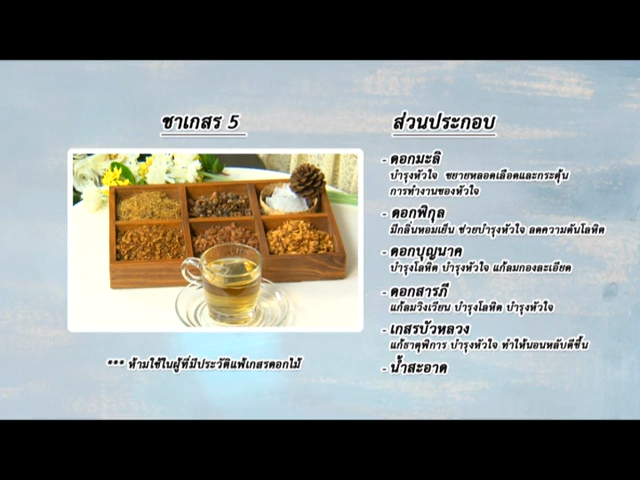 ชาเกสร 5
ส่วนประกอบ
- ดอกมะลิ
บำรุงหัวใจ ขยายหลอดเลือดและกระตุ้น
การทำงานของหัวใจ
- ดอกพิกุล
มีกลิ่นหอมเย็น ช่วยบำรุงหัวใจ ลดความดันโลหิต
- ดอกบุญนาค
บำรุงโลหิต บำรุงหัวใจ แก้ลมกองละเอียด
- ดอกสารภี
แก้ลมวิงเวียน บำรุงโลหิต บำรุงหัวใจ
- เกสรบัวหลวง
แก้ธาตุพิการ บำรุงหัวใจ ทำให้นอนหลับดีขึ้น
- น้ำสะอาด
*** ห้ามใช้ในผู้ที่มีประวัติแพ้เกสรดอกไม้